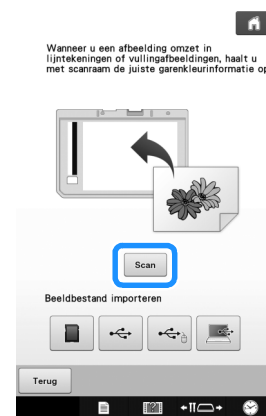 Wanneer u een afbeelding omzet in
lijntekeningen of vullingafbeeldingen, haalt u
met scanraam de juiste garenkleurinformatie op
Scan
Beeldbestand importeren
Terug